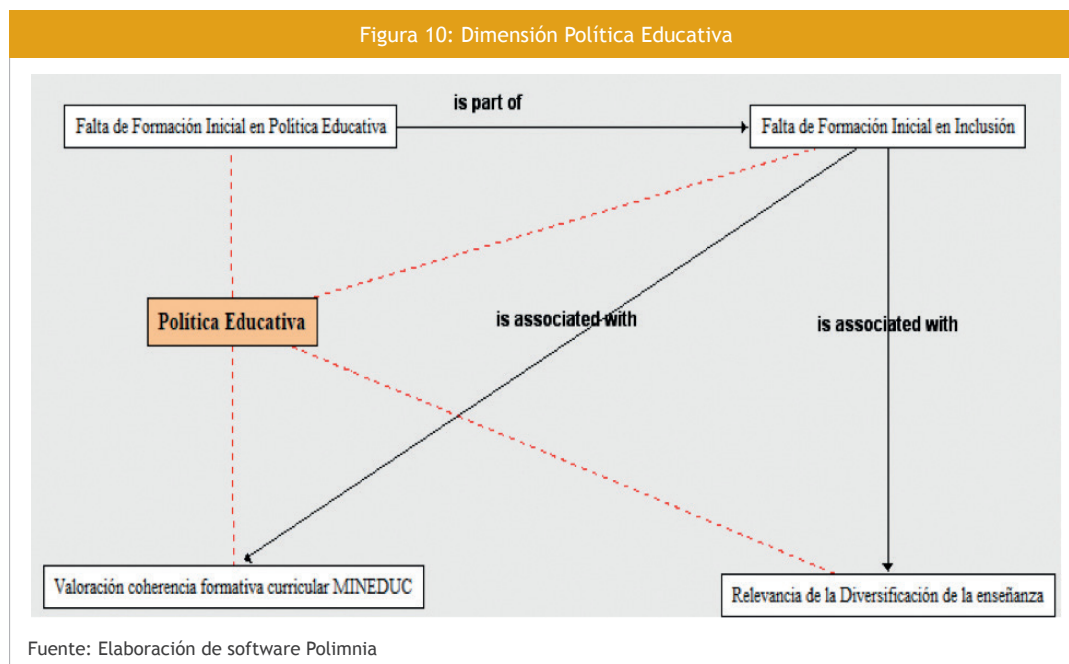 Figura 10: Dimensión Política Educativa
is part of
Falta de Formación Inicial en Política Educativa
Falta de Formación Inicial en Inclusión
Política Educativa
is associated with
is associated with
Valoración coherencia formativa curricular MINEDUC
Relevancia de la Diversificación de la enseñanza
Fuente: Elaboración de software Polimnia